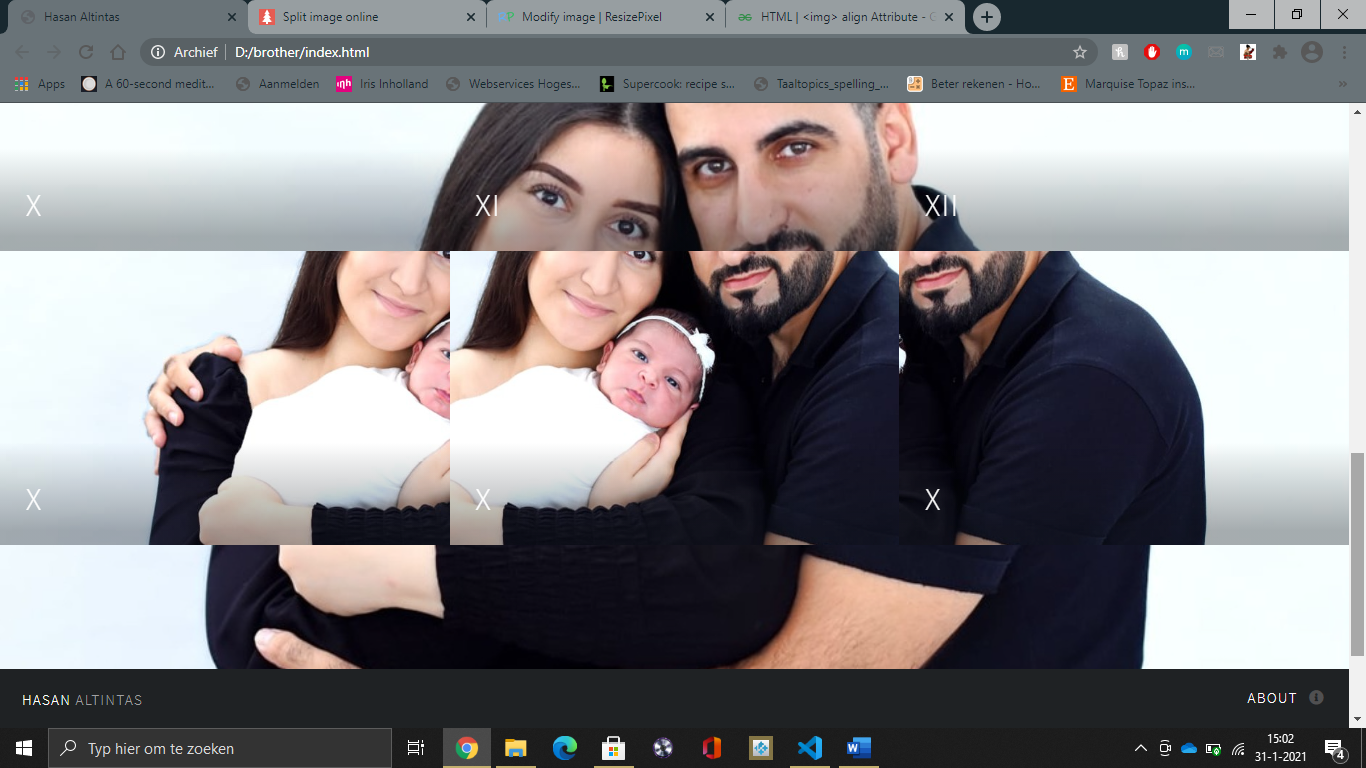 Hasan Altintas
Split image online
Modify image | ResizePixel
HTML | <img> align Attribute - G
Archief
D:/brother/index.html
Apps
A 60-second medit...
Aanmelden
Iris Inholland
Webservices Hoges...
Supercook: recipe s...
Taaltopics_spelling_...
Beter rekenen - Ho...
Marquise Topaz ins...
X
XI
XII
X
X
X
HASAN ALTINTAS
ABOUT
Typ hier om te zoeken
15:02
31-1-2021
4